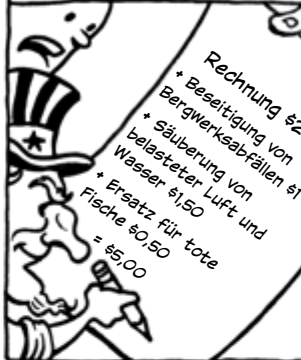 Rechnung $2
+ Beseitigung von
Bergwerksabfällen $1
+ Säuberung von
belasteter Luft und
Wasser $1,50
+ Ersatz für tote
Fische $0,50
= $5,00